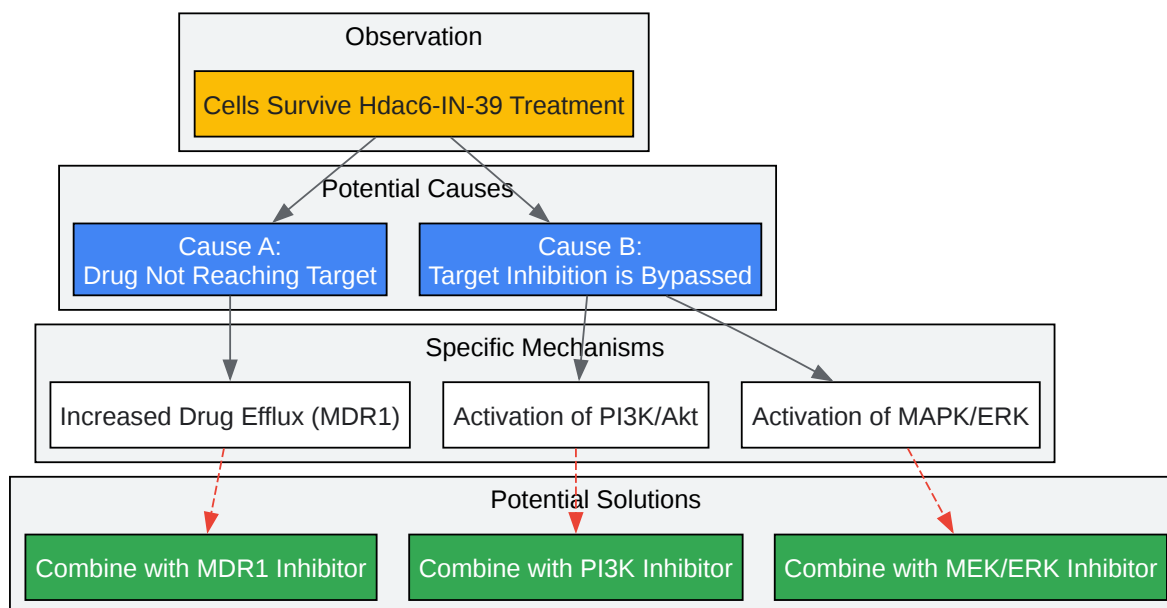 Observation
Cells Survive Hdac6-IN-39 Treatment
Potential Causes
Cause A:
Drug Not Reaching Target
Cause B:
Target Inhibition is Bypassed
Specific Mechanisms
Increased Drug Efflux (MDR1)
Activation of PI3K/Akt
Activation of MAPK/ERK
Potential Solutions
Combine with MDR1 Inhibitor
Combine with PI3K Inhibitor
Combine with MEK/ERK Inhibitor